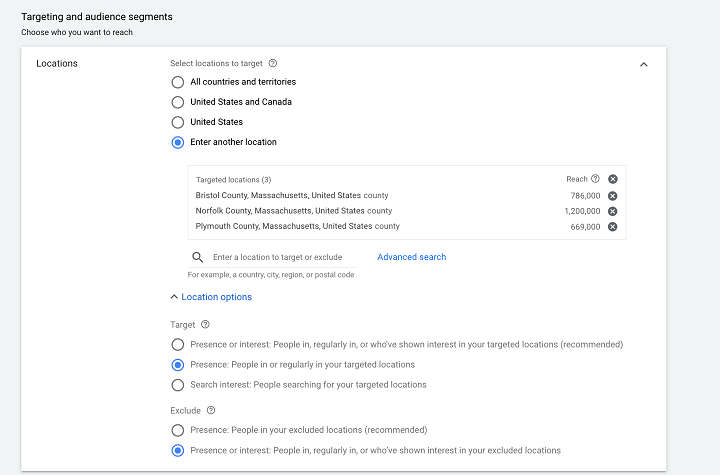 Targeting and audience segments
Choose who you want to reach
Locations
Select locations to target
All countries and territories
United States and Canada
United States
Enter another location
Targeted locations (3) Reach
Bristol County, Massachusetts, United States county 786,000
Norfolk County, Massachusetts, United States county 1,200,000
Plymouth County, Massachusetts, United States county 669,000
Enter a location to target or exclude Advanced search
For example, a country, city, region, or postal code
Location options
Target
Presence or interest: People in, regularly in, or who've shown interest in your targeted locations (recommended)
Presence: People in or regularly in your targeted locations
Search interest: People searching for your targeted locations
Exclude
Presence: People in your excluded locations (recommended)
Presence or interest: People in, regularly in, or who've shown interest in your excluded locations